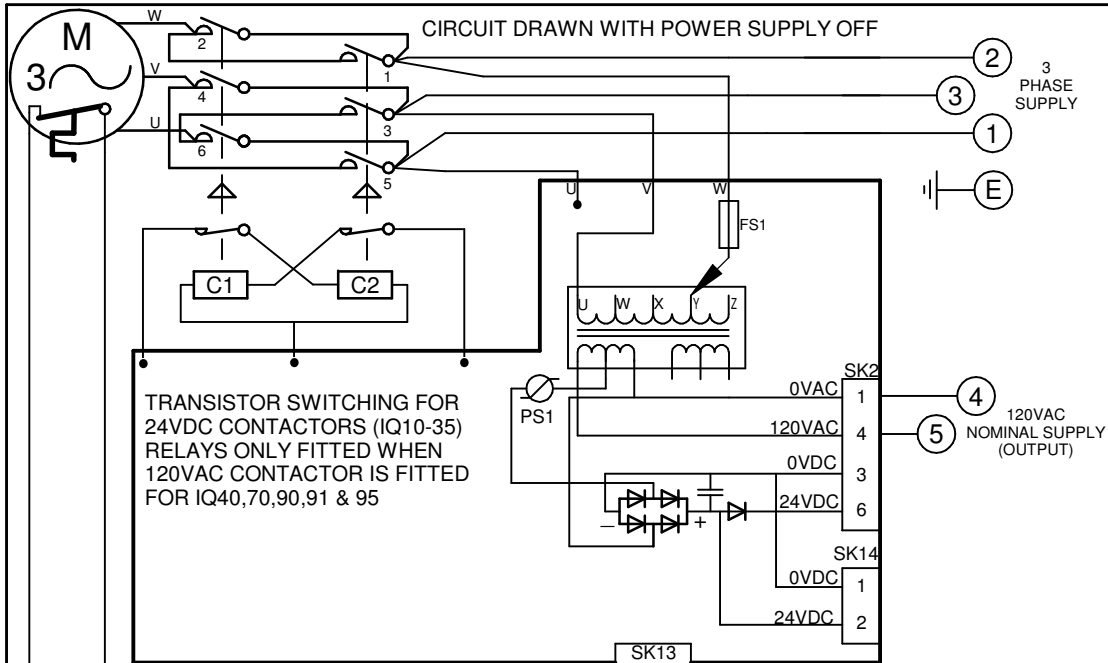 CIRCUIT DRAWN WITH POWER SUPPLY OFF
M
3
W
V
U
2
4
6
1
3
5
2
3
1
E
3
PHASE
SUPPLY
C1
C2
U
V
W
FS1
U
W
X
Y
Z
PS1
TRANSISTOR SWITCHING FOR
24VDC CONTACTORS (IQ10-35)
RELAYS ONLY FITTED WHEN
120VAC CONTACTOR IS FITTED
FOR IQ40,70,90,91 & 95
SK2
0VAC 1
120VAC 4
0VDC 3
24VDC 6
4
5
120VAC
NOMINAL SUPPLY
(OUTPUT)
− +
SK14
0VDC 1
24VDC 2
SK13